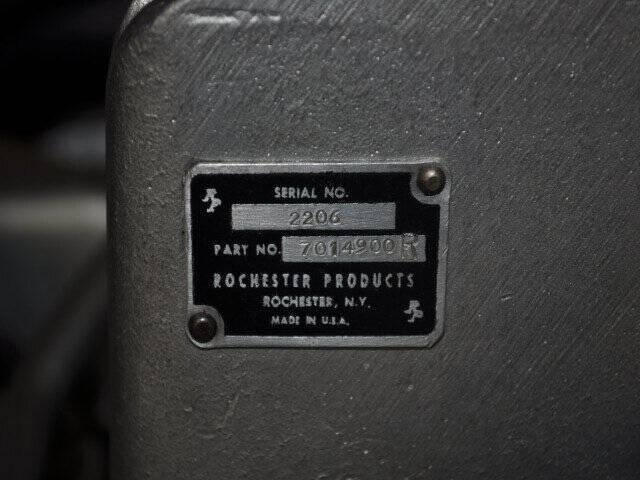 SERIAL NO.
2206
PART NO. 7014900 R
ROCHESTER PRODUCTS
ROCHESTER, N.Y.
MADE IN U.S.A.